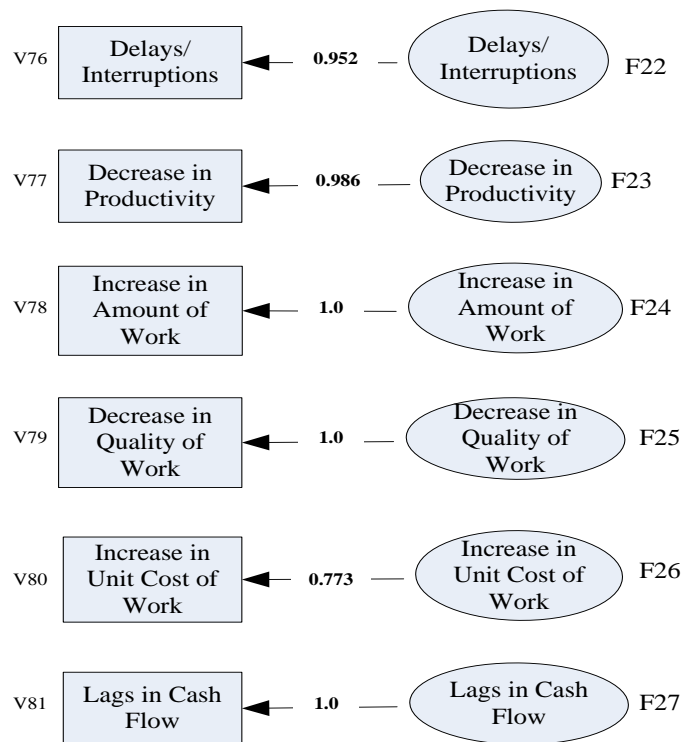 V76
Delays/
Interruptions
0.952
Delays/
Interruptions
F22
V77
Decrease in
Productivity
0.986
Decrease in
Productivity
F23
V78
Increase in
Amount of
Work
1.0
Increase in
Amount of
Work
F24
V79
Decrease in
Quality of
Work
1.0
Decrease in
Quality of
Work
F25
V80
Increase in
Unit Cost of
Work
0.773
Increase in
Unit Cost of
Work
F26
V81
Lags in Cash
Flow
1.0
Lags in Cash
Flow
F27